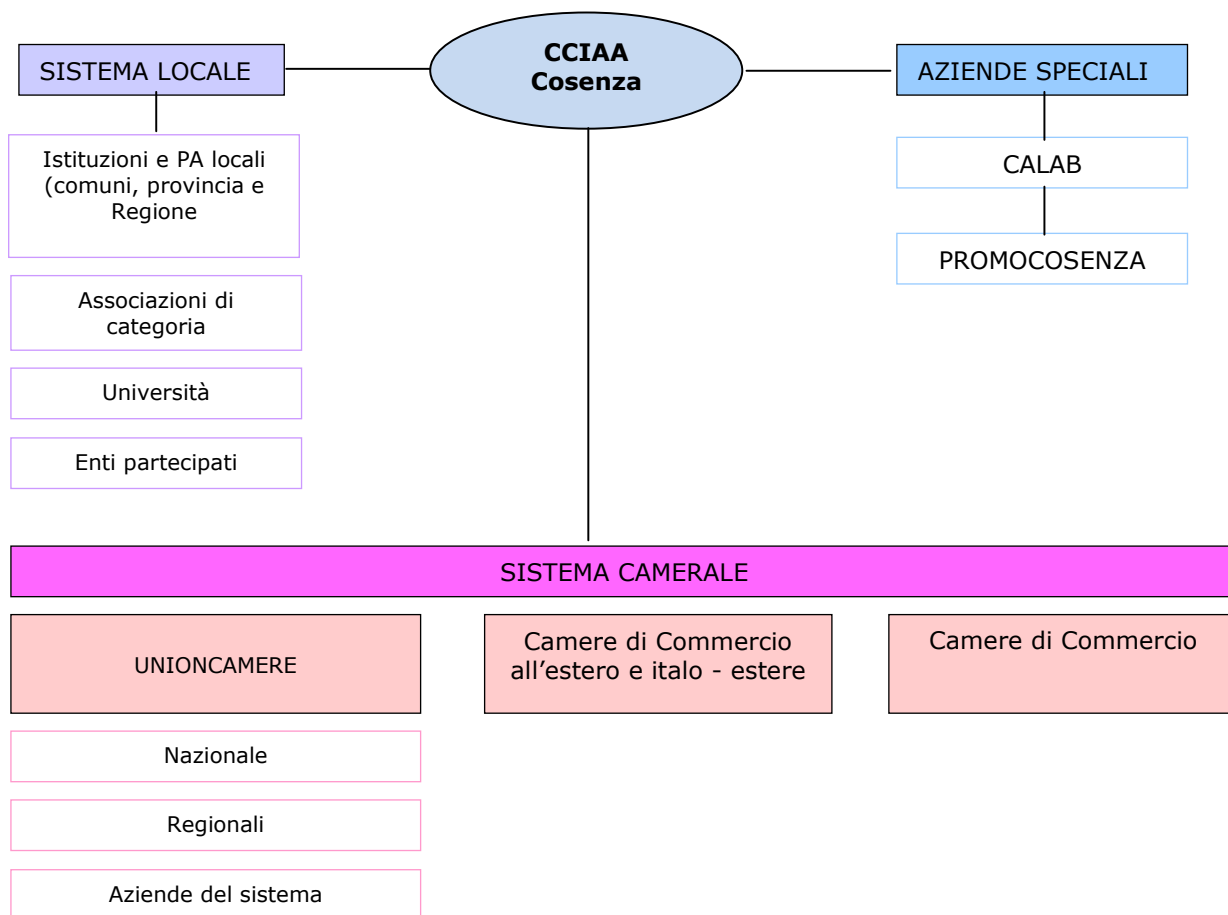 CCIAA
Cosenza
SISTEMA LOCALE
AZIENDE SPECIALI
Istituzioni e PA locali
(comuni, provincia e
Regione
CALAB
PROMOCOSENZA
Associazioni di
categoria
Università
Enti partecipati
SISTEMA CAMERALE
UNIONCAMERE
Camere di Commercio
all’estero e italo - estere
Camere di Commercio
Nazionale
Regionali
Aziende del sistema